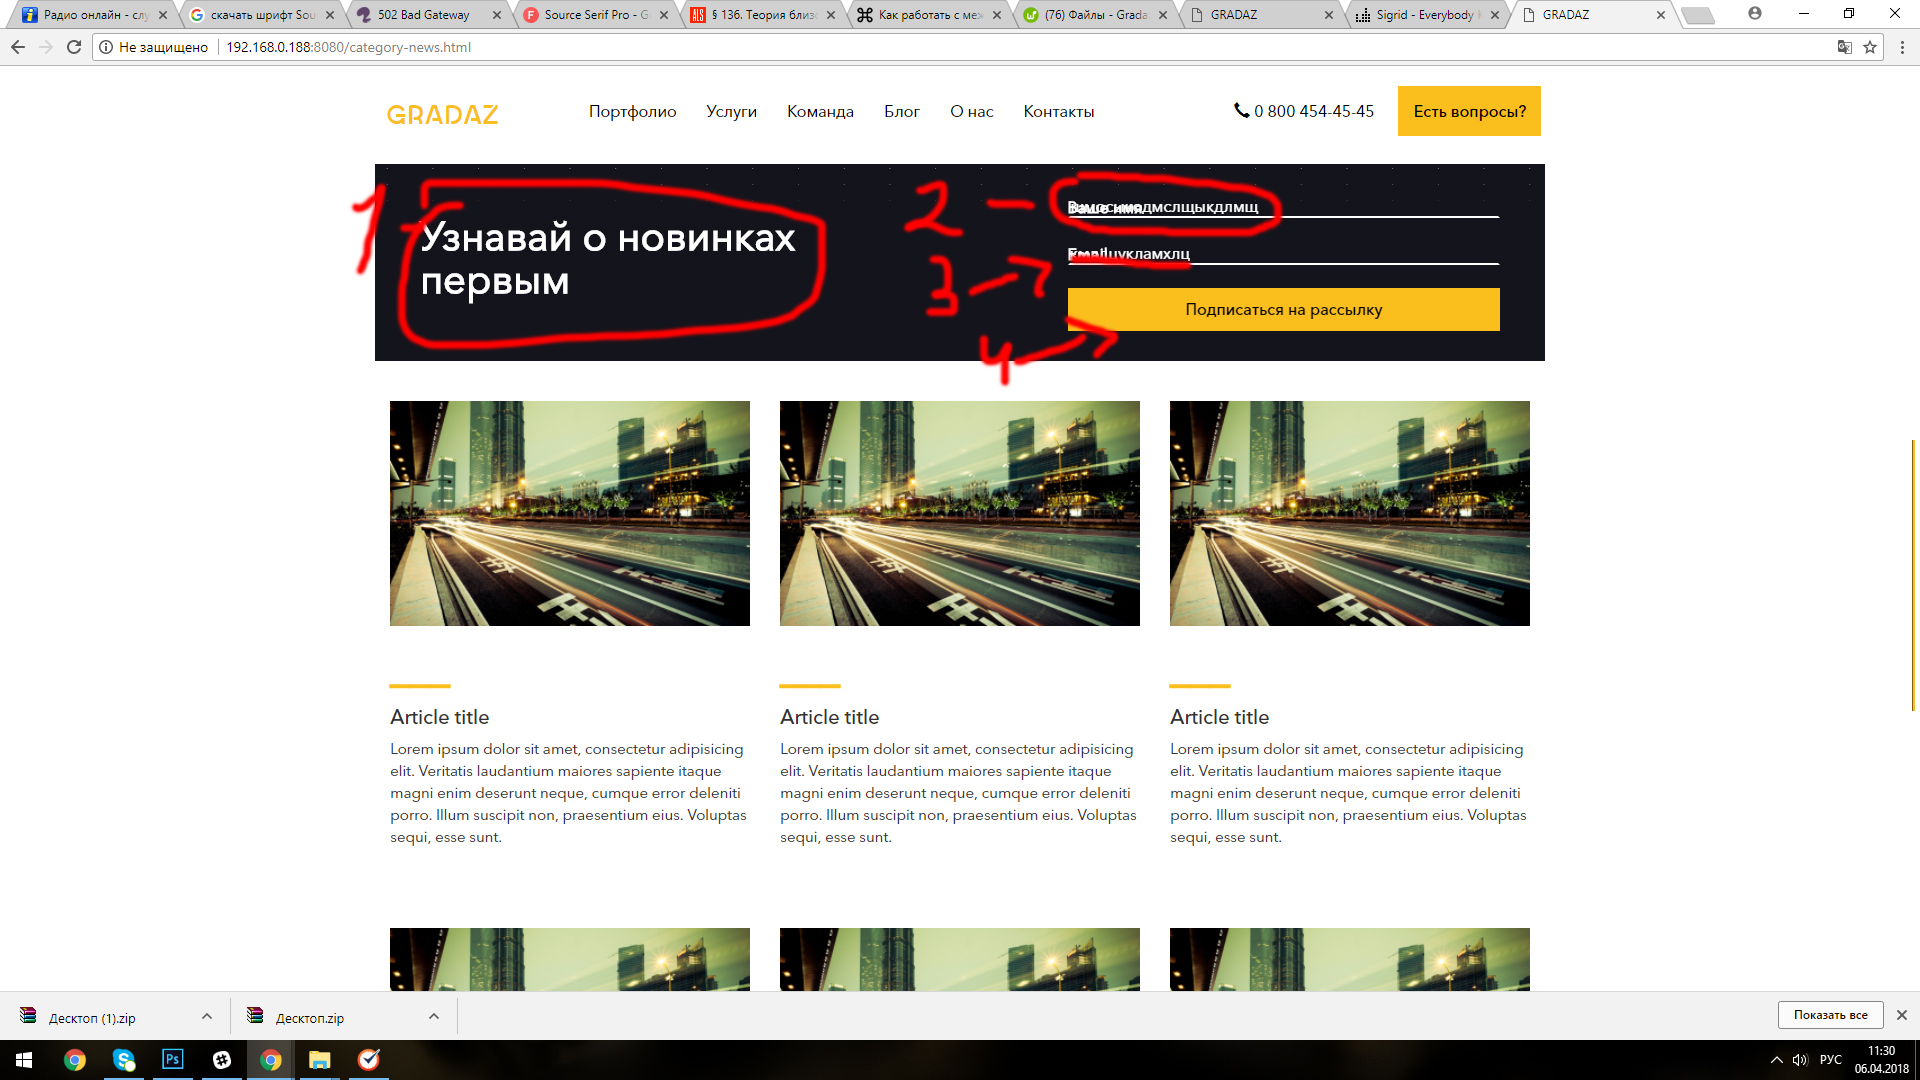 Радио онлайн - слу
скачать шрифт Sou
502 Bad Gateway
Source Serif Pro - G
§ 136. Теория близо
Как работать с меж
(76) Файлы - Grada
GRADAZ
Sigrid - Everybody
GRADAZ
Не защищено
192.168.0.188:8080/category-news.html
GRADAZ
Портфолио
Услуги
Команда
Блог
О нас
Контакты
0 800 454-45-45
Есть вопросы?
1
Узнавай о новинках
первым
2
3
4
Подписаться на рассылку
Article title
Lorem ipsum dolor sit amet, consectetur adipisicing
elit. Veritatis laudantium maiores sapiente itaque
magni enim deserunt neque, cumque error deleniti
porro. Illum suscipit non, praesentium eius. Voluptas
sequi, esse sunt.
Article title
Lorem ipsum dolor sit amet, consectetur adipisicing
elit. Veritatis laudantium maiores sapiente itaque
magni enim deserunt neque, cumque error deleniti
porro. Illum suscipit non, praesentium eius. Voluptas
sequi, esse sunt.
Article title
Lorem ipsum dolor sit amet, consectetur adipisicing
elit. Veritatis laudantium maiores sapiente itaque
magni enim deserunt neque, cumque error deleniti
porro. Illum suscipit non, praesentium eius. Voluptas
sequi, esse sunt.
Десктоп (1).zip
Десктоп.zip
Показать все
Ps
РУС
11:30
06.04.2018